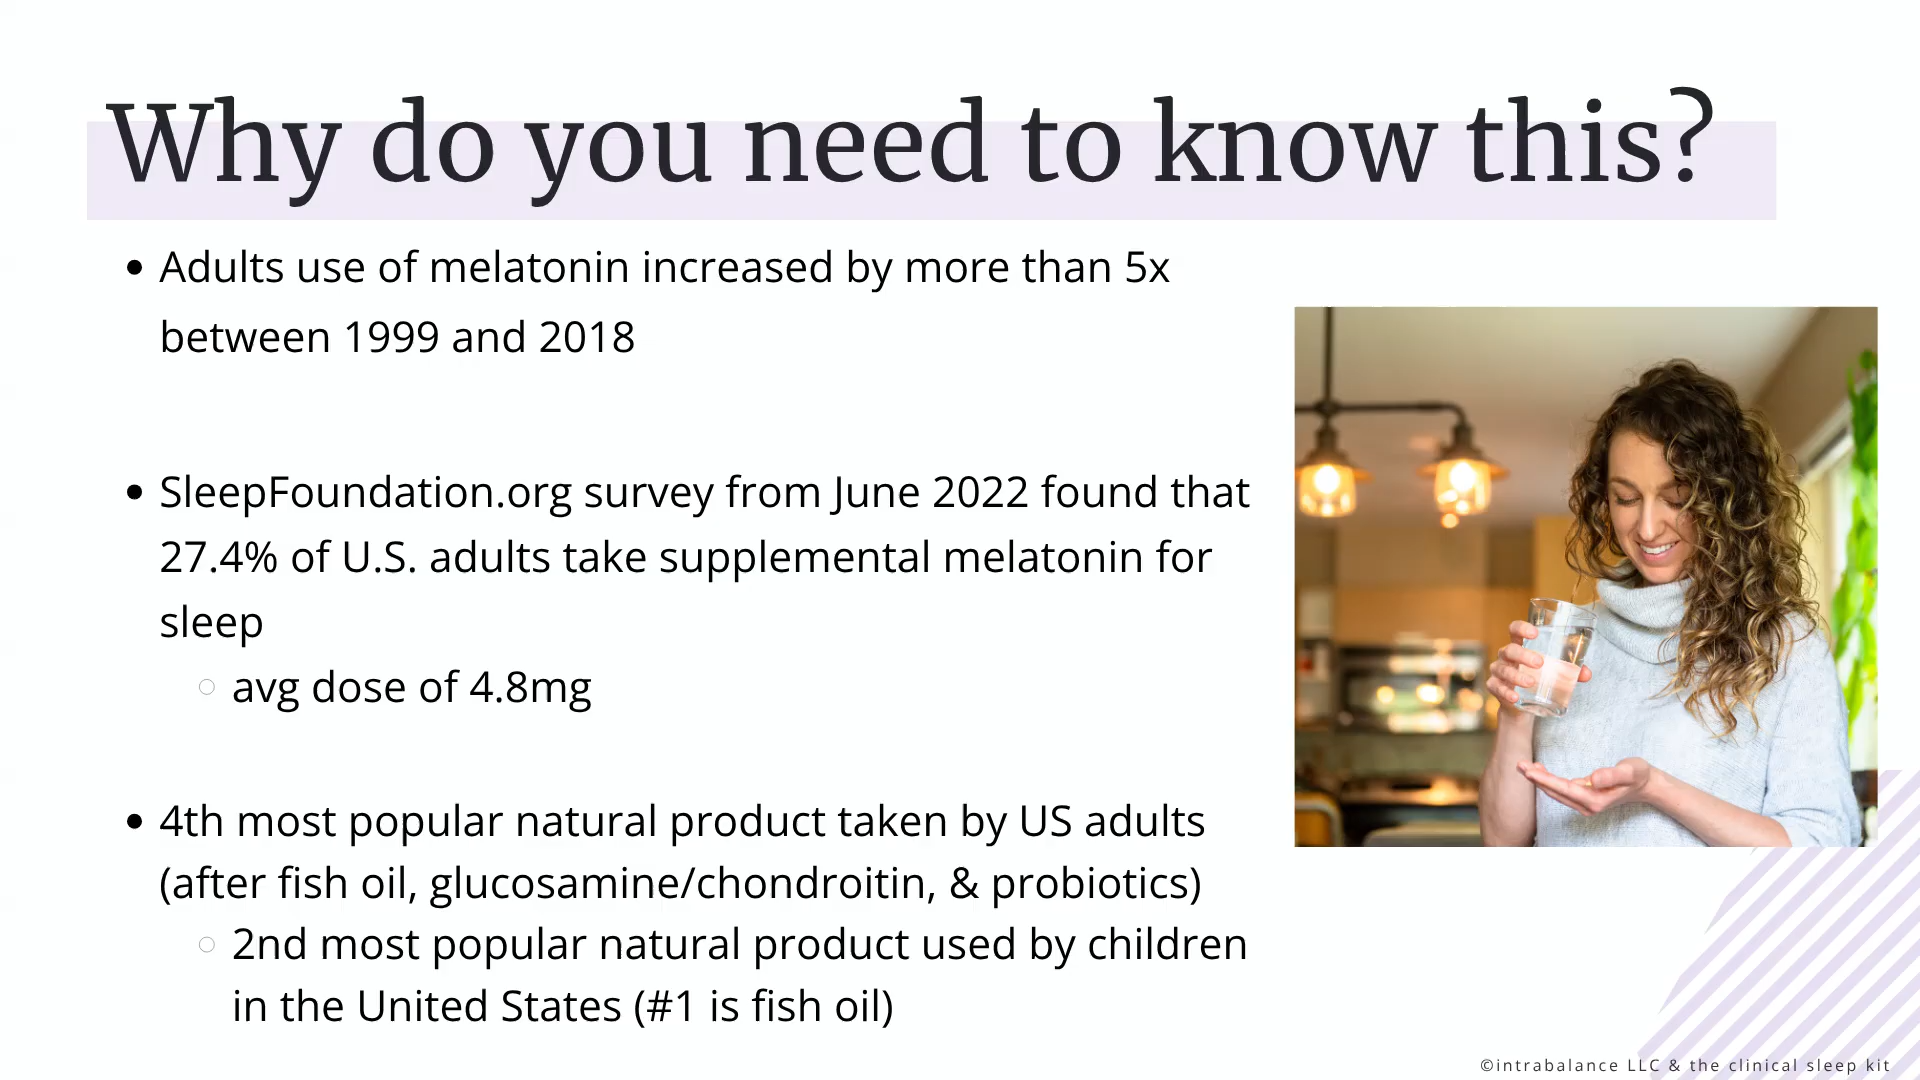 Why do you need to know this?
• Adults use of melatonin increased by more than 5x
between 1999 and 2018
• SleepFoundation.org survey from June 2022 found that
27.4% of U.S. adults take supplemental melatonin for
sleep
○ avg dose of 4.8mg
• 4th most popular natural product taken by US adults
(after fish oil, glucosamine/chondroitin, & probiotics)
○ 2nd most popular natural product used by children
in the United States (#1 is fish oil)
©intrabalance LLC & the clinical sleep kit